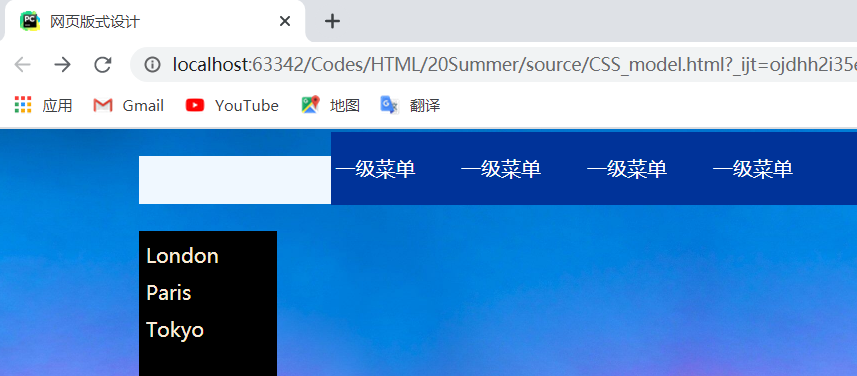 网页版式设计
localhost:63342/Codes/HTML/20Summer/source/CSS_model.html?_ijt=ojdhh2i35e
应用 Gmail YouTube 地图 翻译
一级菜单 一级菜单 一级菜单 一级菜单
London
Paris
Tokyo